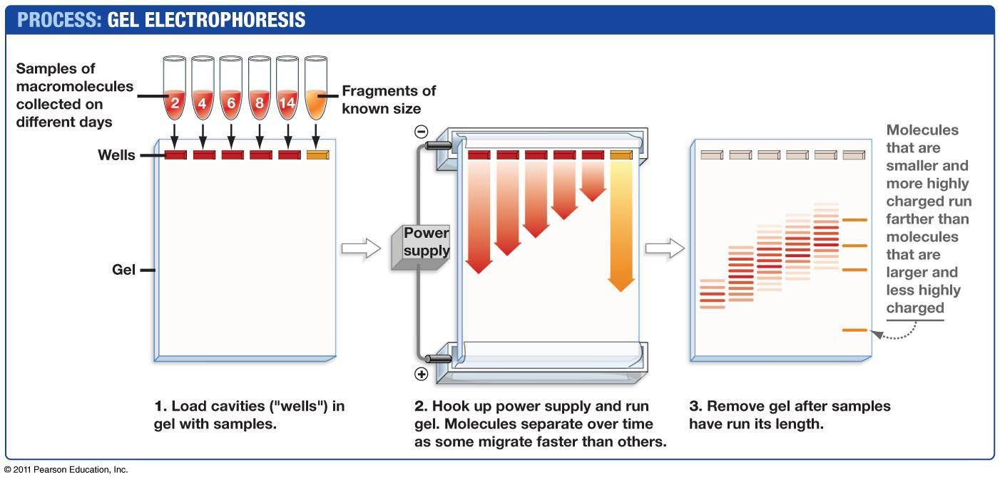 PROCESS: GEL ELECTROPHORESIS
Samples of
macromolecules
collected on
different days
2 4 6 8 14
Fragments of
known size
Wells
Gel
1. Load cavities ("wells") in
gel with samples.
−
Power
supply
+
2. Hook up power supply and run
gel. Molecules separate over time
as some migrate faster than others.
Molecules
that are
smaller and
more highly
charged run
farther than
molecules
that are
larger and
less highly
charged
3. Remove gel after samples
have run its length.
© 2011 Pearson Education, Inc.